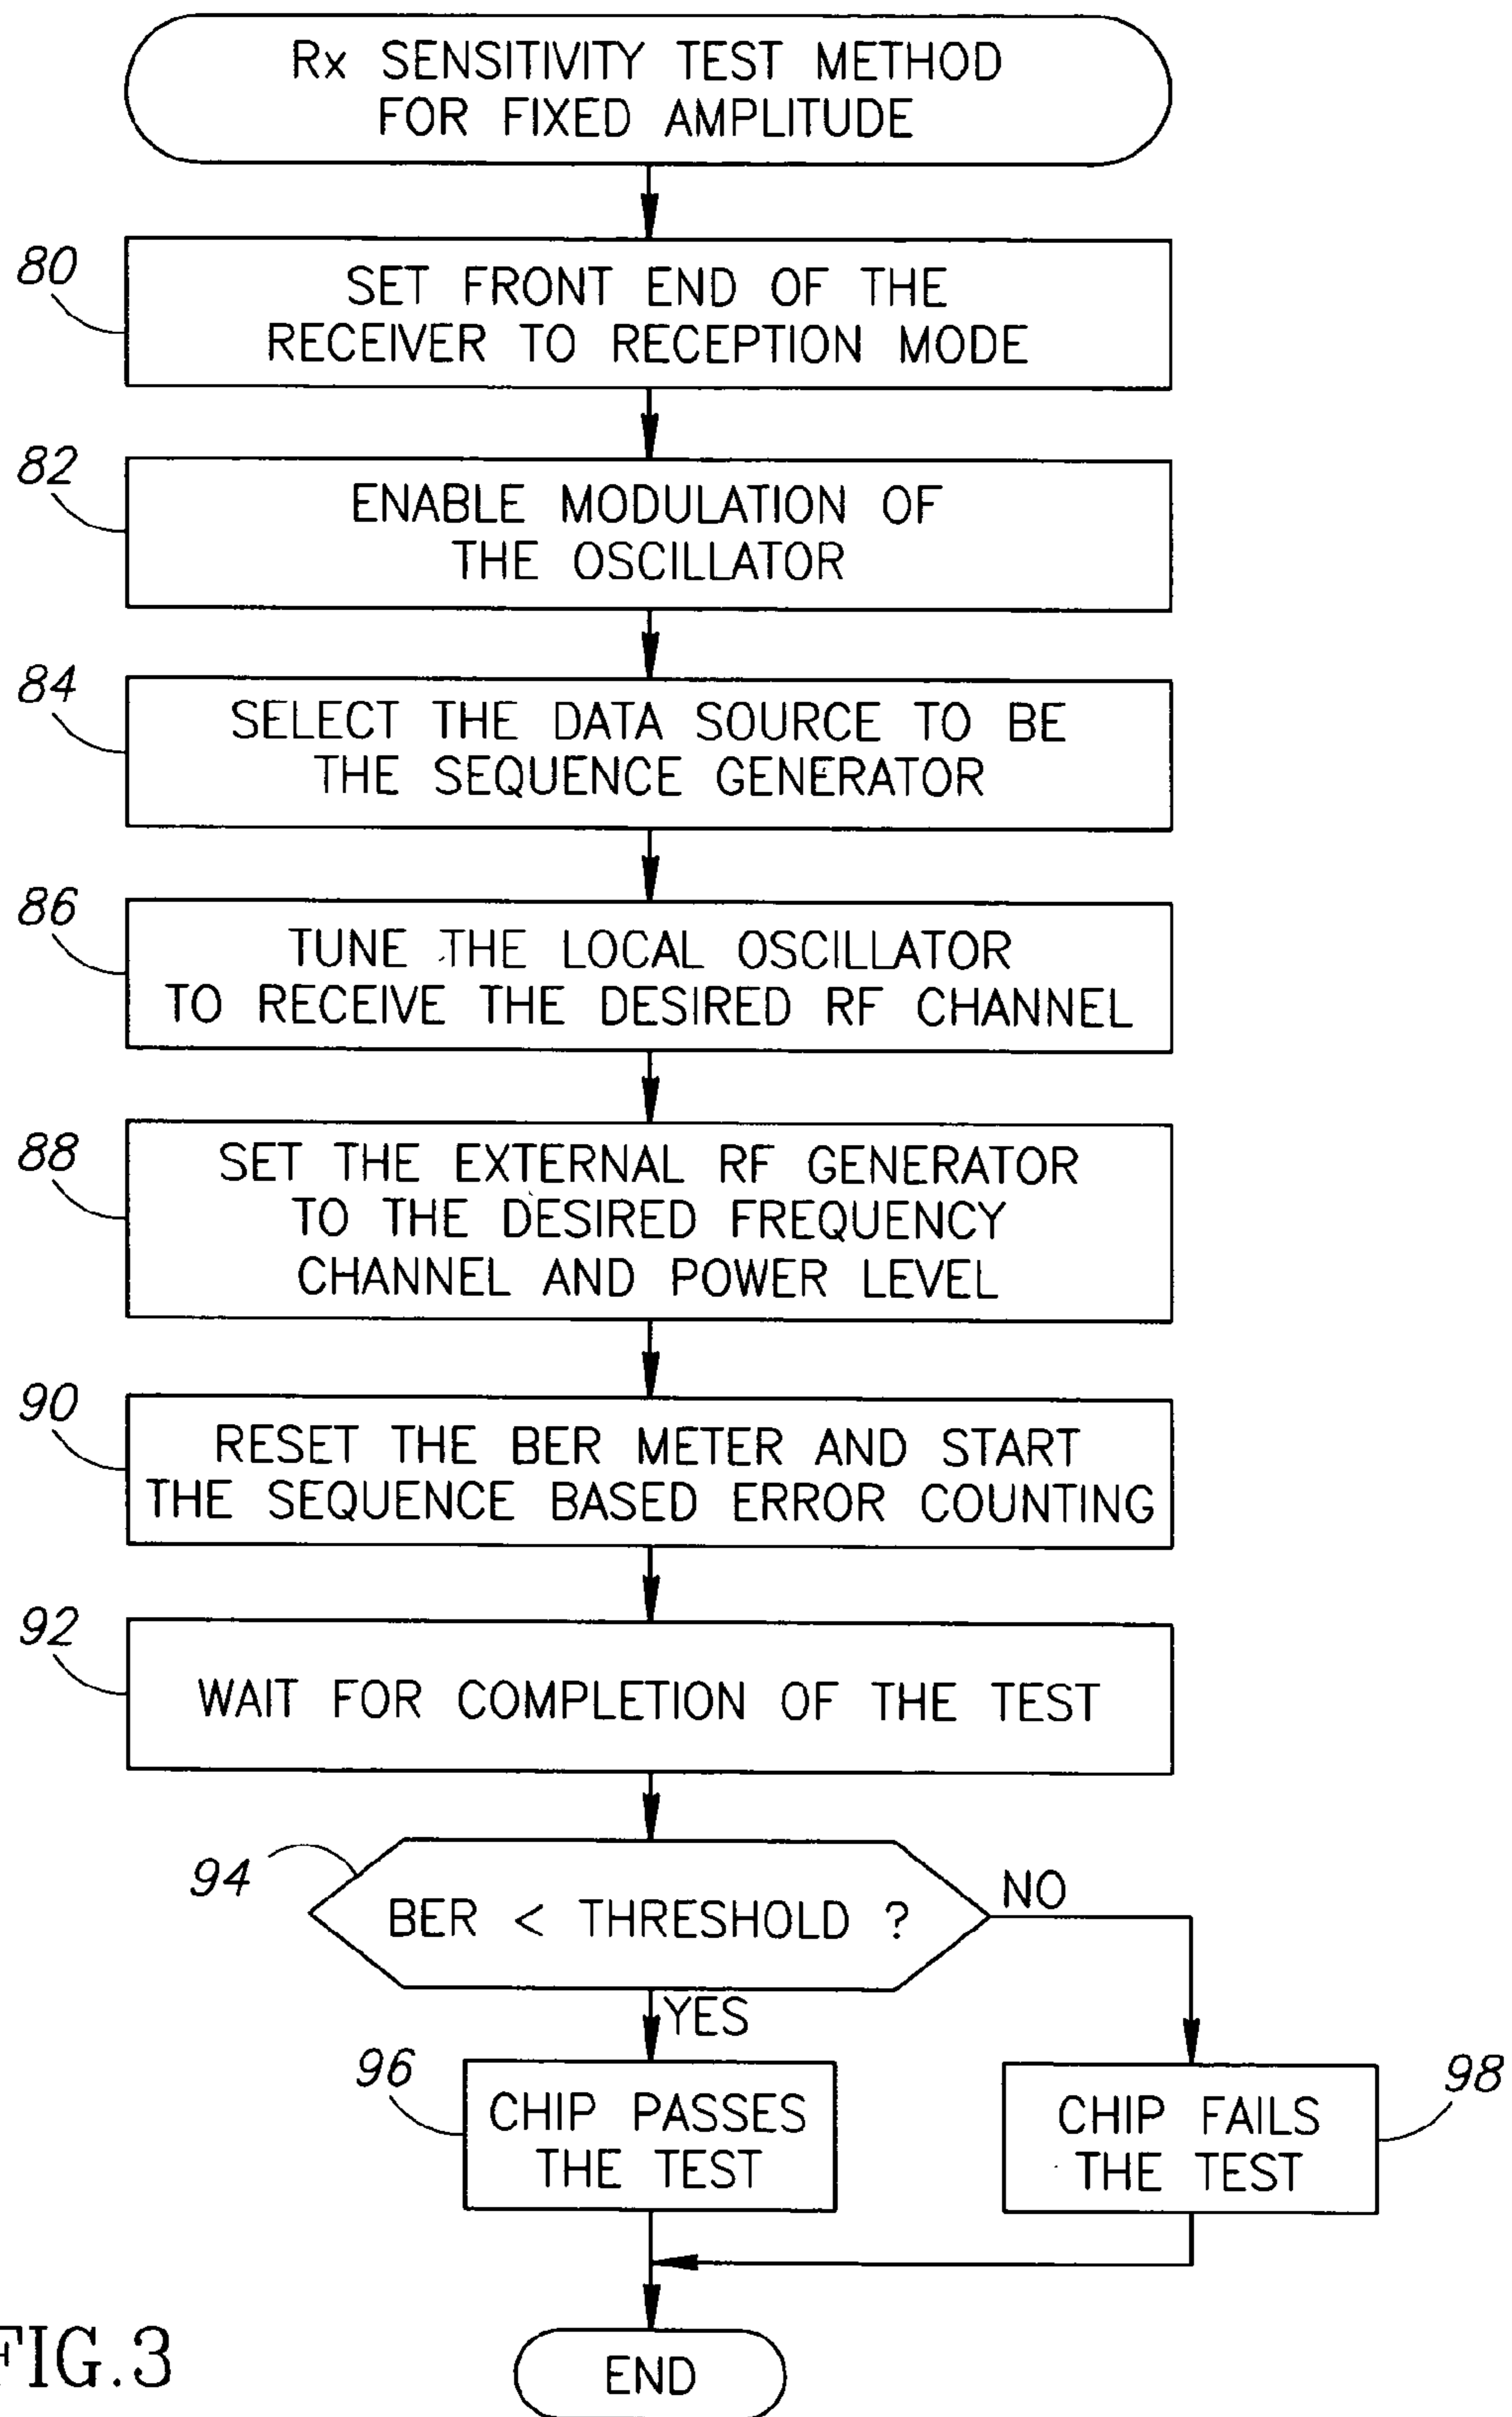 Rx SENSITIVITY TEST METHOD
FOR FIXED AMPLITUDE
80
SET FRONT END OF THE
RECEIVER TO RECEPTION MODE
82
ENABLE MODULATION OF
THE OSCILLATOR
84
SELECT THE DATA SOURCE TO BE
THE SEQUENCE GENERATOR
86
TUNE THE LOCAL OSCILLATOR
TO RECEIVE THE DESIRED RF CHANNEL
88
SET THE EXTERNAL RF GENERATOR
TO THE DESIRED FREQUENCY
CHANNEL AND POWER LEVEL
90
RESET THE BER METER AND START
THE SEQUENCE BASED ERROR COUNTING
92
WAIT FOR COMPLETION OF THE TEST
94
BER < THRESHOLD ?
NO
YES
96
CHIP PASSES
THE TEST
98
CHIP FAILS
THE TEST
END
FIG.3